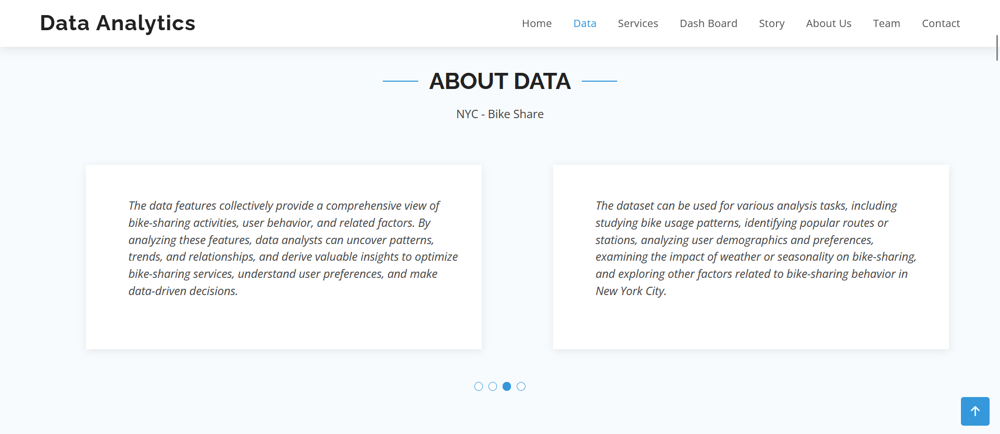 Data Analytics
Home Data Services Dash Board Story About Us Team Contact
ABOUT DATA
NYC - Bike Share
The data features collectively provide a comprehensive view of
bike-sharing activities, user behavior, and related factors. By
analyzing these features, data analysts can uncover patterns,
trends, and relationships, and derive valuable insights to optimize
bike-sharing services, understand user preferences, and make
data-driven decisions.
The dataset can be used for various analysis tasks, including
studying bike usage patterns, identifying popular routes or
stations, analyzing user demographics and preferences,
examining the impact of weather or seasonality on bike-sharing,
and exploring other factors related to bike-sharing behavior in
New York City.